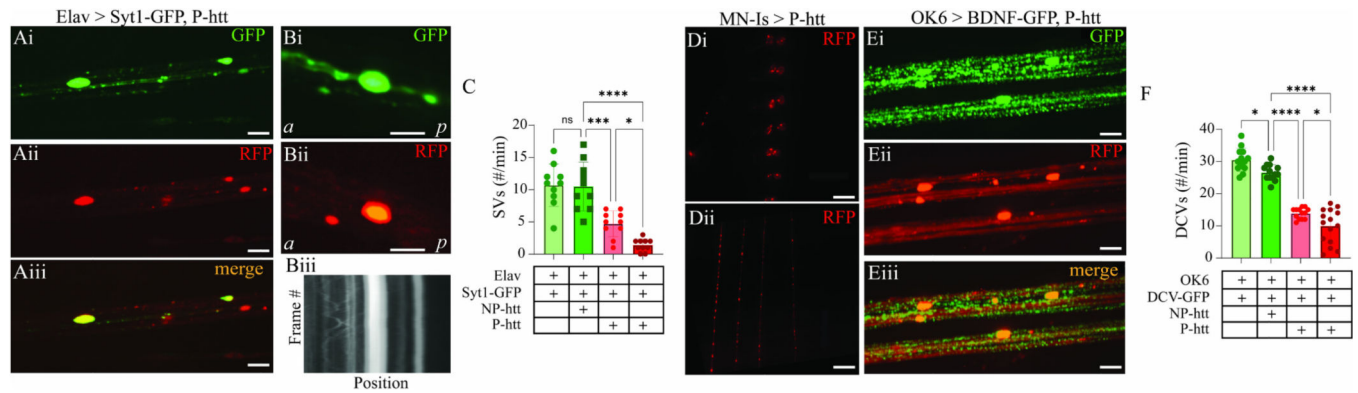 Elav > Syt1-GFP, P-htt
Ai
GFP
Aii
RFP
Aiii
merge
Bi
GFP
a
p
Bii
RFP
a
p
Biii
Frame #
Position
C
****
ns
***
*
SVs (#/min)
20
15
10
5
0
Elav + + + +
Syt1-GFP + + + +
NP-htt +
P-htt + +
MN-Is > P-htt
Di
RFP
Dii
RFP
OK6 > BDNF-GFP, P-htt
Ei
GFP
Eii
RFP
Eiii
merge
F
****
*
****
*
DCVs (#/min)
40
30
20
10
0
OK6 + + + +
DCV-GFP + + + +
NP-htt +
P-htt + +